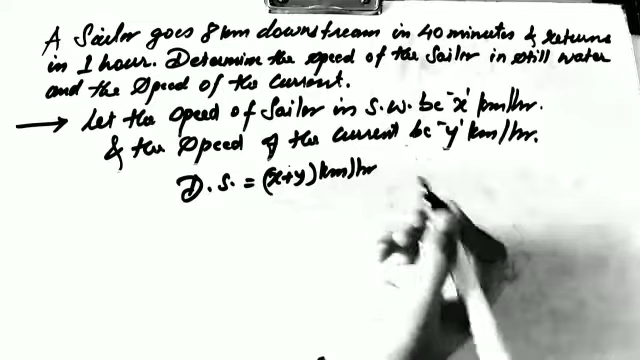 A Sailor goes 8 km downstream in 40 minutes & returns
in 1 hour. Determine the speed of the sailor in still water
and the speed of the current.
→ Let the speed of Sailor in S.W. be 'x' km/hr.
& the speed of the current be 'y' km/hr.
D.S. = (x+y) km/hr